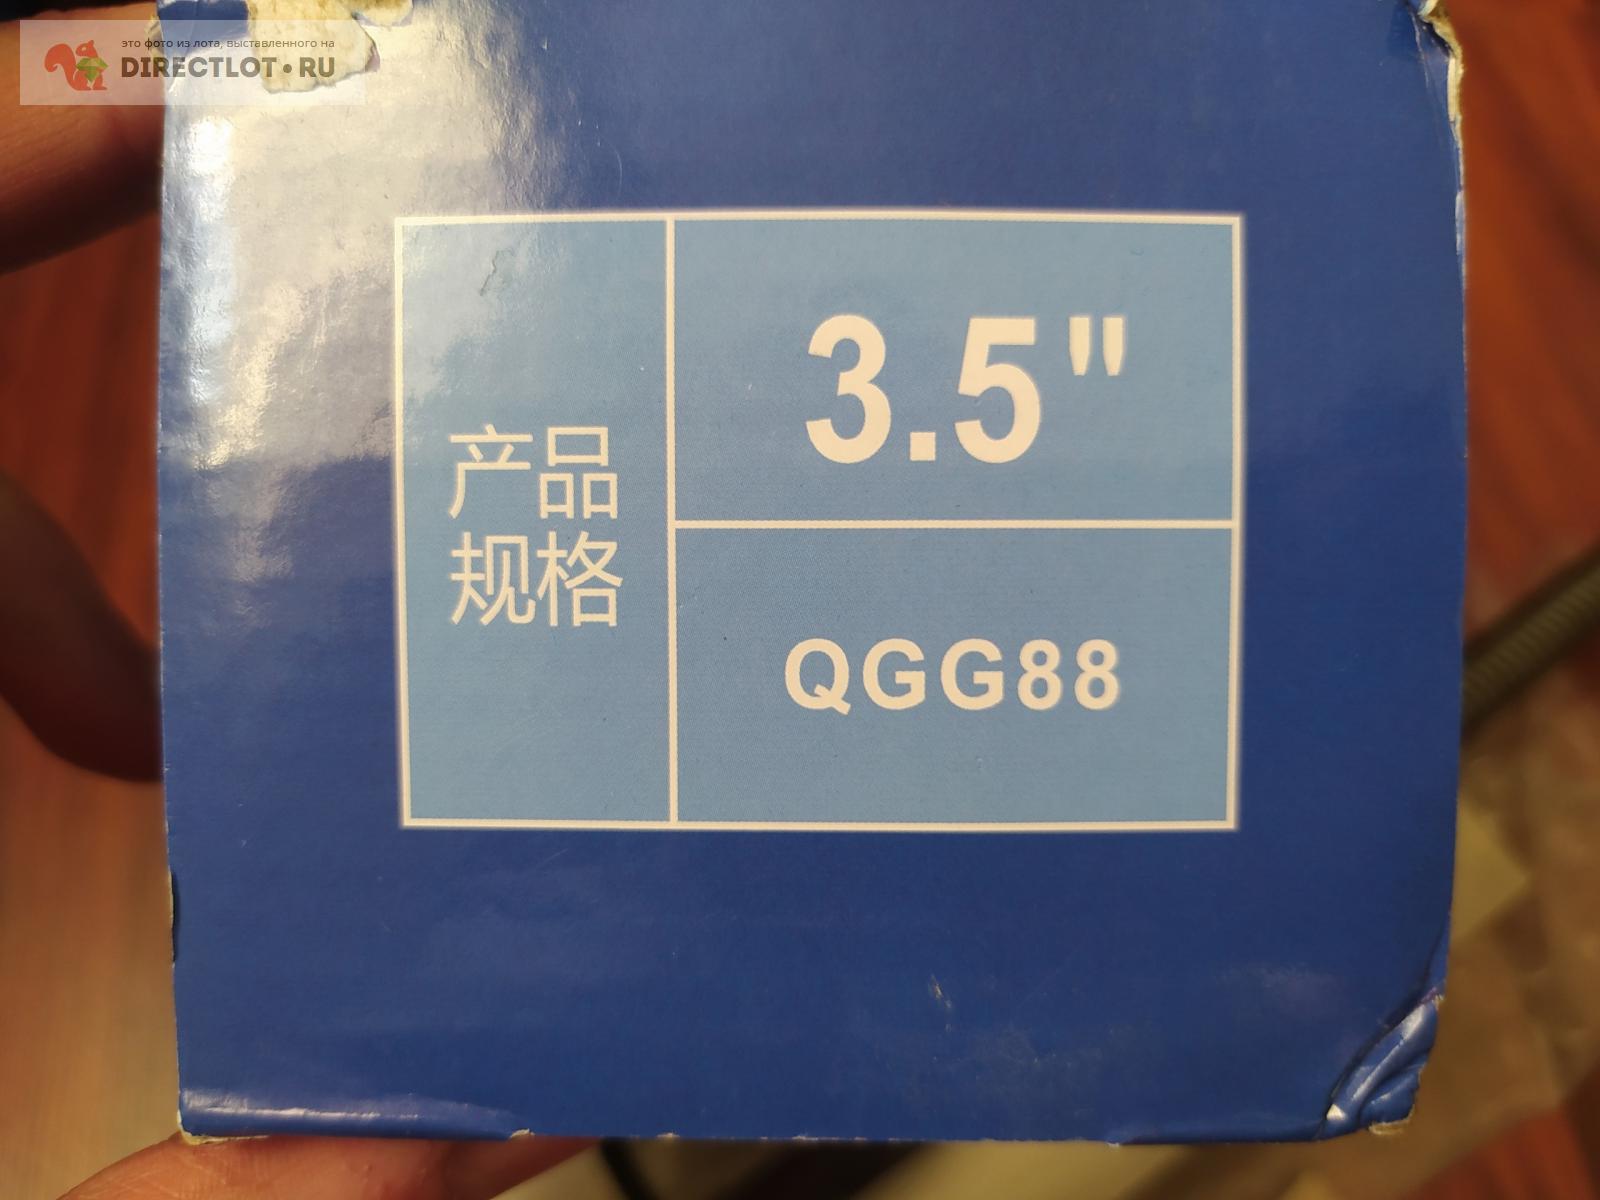 это фото из лота, выставленного на
DIRECTLOT•RU
产品
规格
3.5"
QGG88